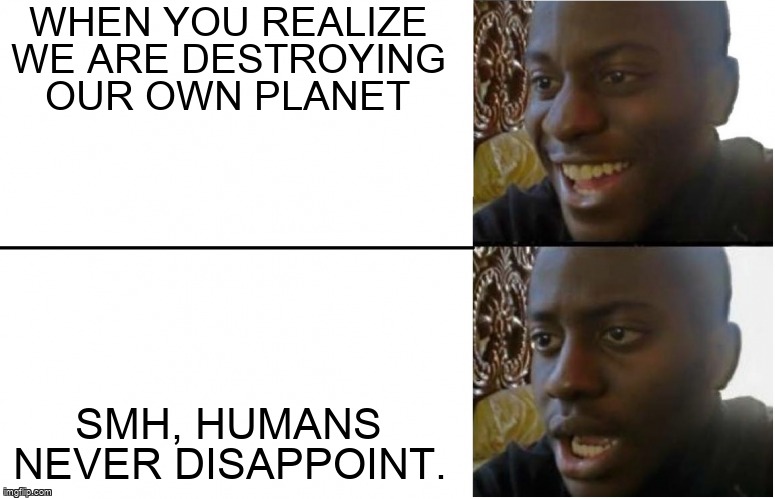 WHEN YOU REALIZE
WE ARE DESTROYING
OUR OWN PLANET
SMH, HUMANS
NEVER DISAPPOINT.
imgflip.com